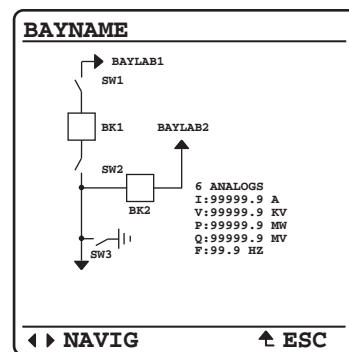 BAYNAME
BAYLAB1
SW1
BK1
BAYLAB2
SW2
BK2
6 ANALOGS
I:99999.9 A
V:99999.9 KV
P:99999.9 MW
Q:99999.9 MV
F:99.9 HZ
SW3
NAVIG
ESC